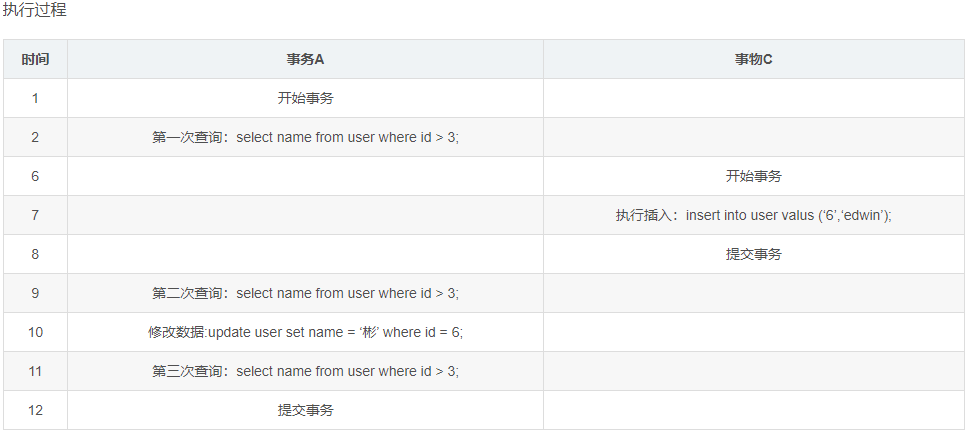 执行过程
时间 事务A 事物C
1 开始事务
2 第一次查询：select name from user where id > 3;
6 开始事务
7 执行插入：insert into user valus (‘6’,‘edwin’);
8 提交事务
9 第二次查询：select name from user where id > 3;
10 修改数据:update user set name = ‘彬’ where id = 6;
11 第三次查询：select name from user where id > 3;
12 提交事务